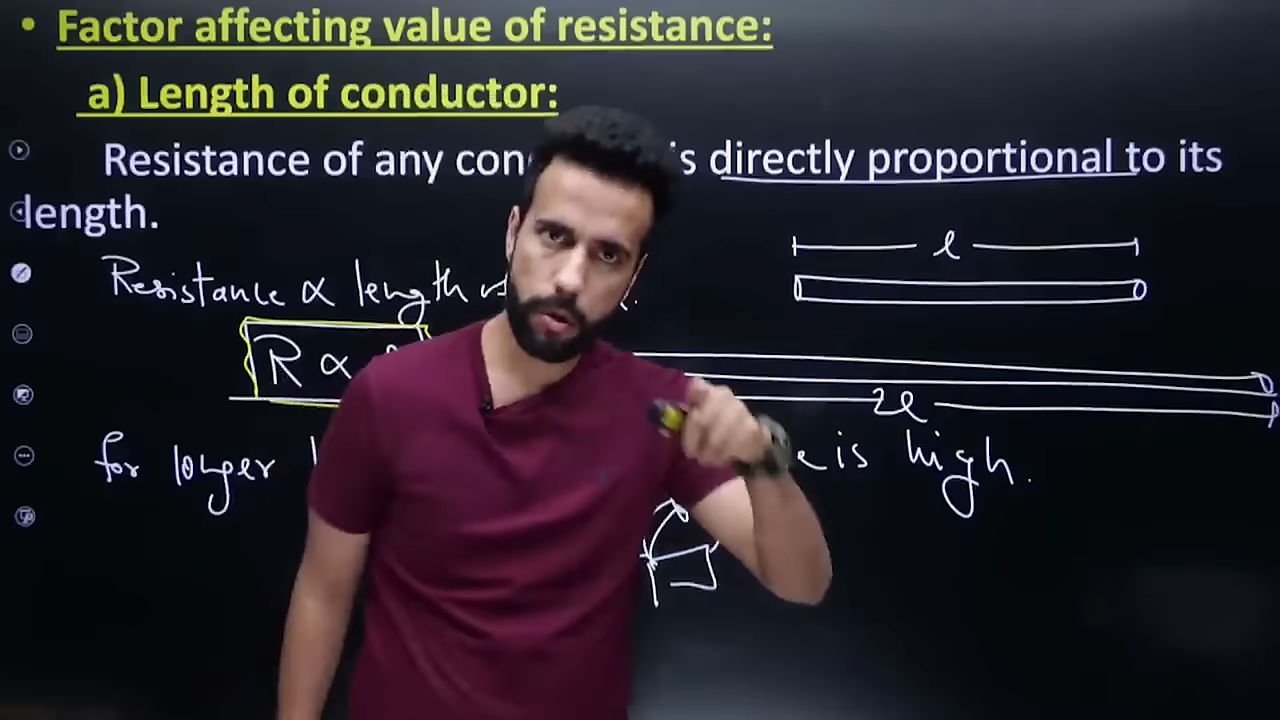 • Factor affecting value of resistance:
a) Length of conductor:
Resistance of any con is directly proportional to its
length.
l
Resistance ∝ length
R ∝
2l
for longer is high.